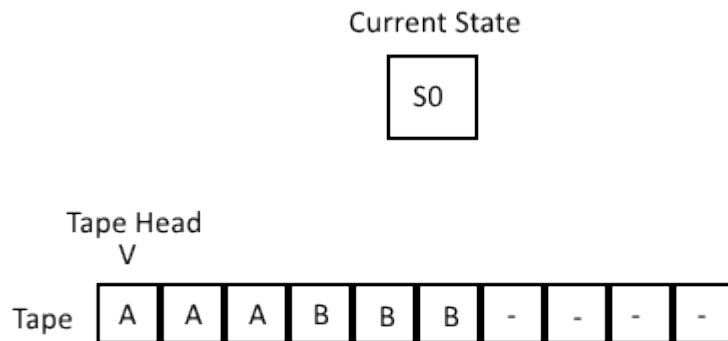 Current State
S0
Tape Head
V
Tape A A A B B B - - - -